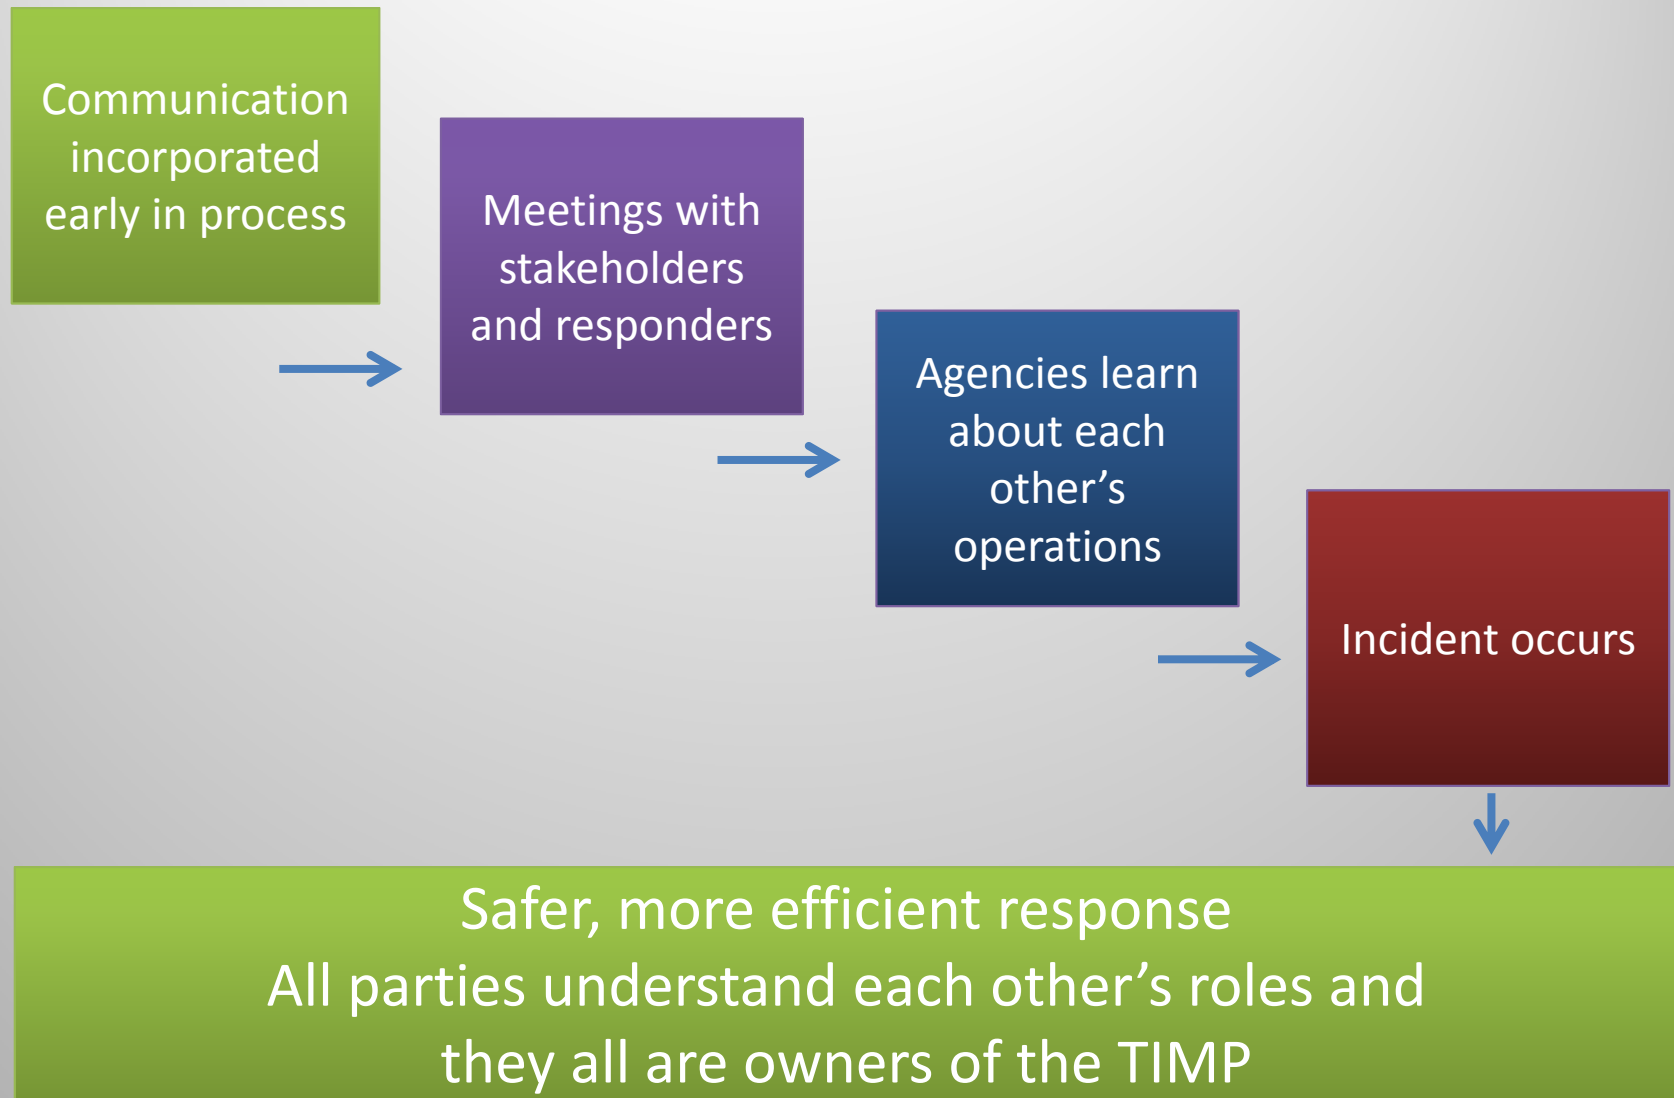 Communication
incorporated
early in process
Meetings with
stakeholders
and responders
Agencies learn
about each
other’s
operations
Incident occurs
Safer, more efficient response
All parties understand each other’s roles and
they all are owners of the TIMP